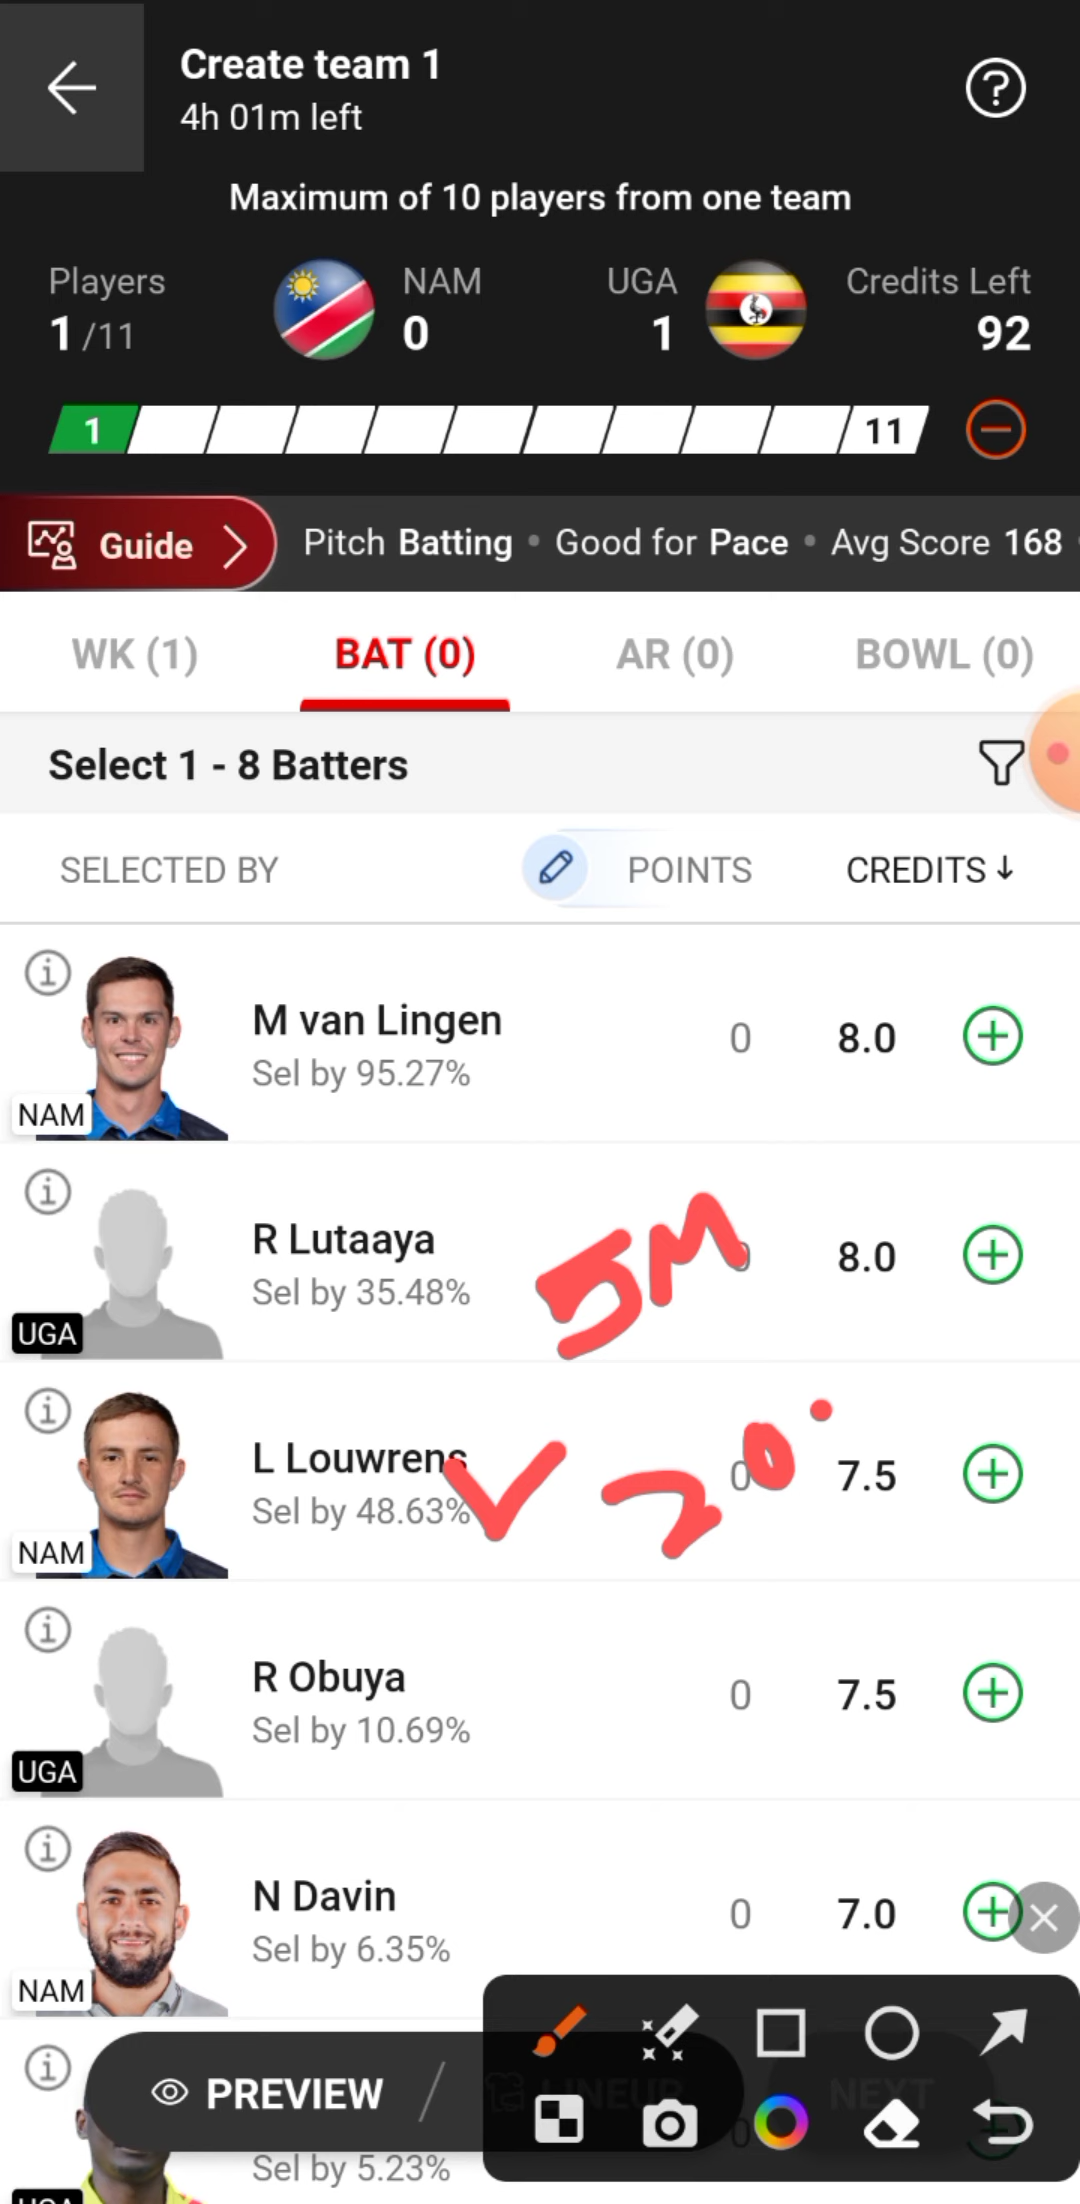 Create team 1
4h 01m left
Maximum of 10 players from one team
Players NAM UGA Credits Left
1 /11 0 1 92
1 11
Guide Pitch Batting • Good for Pace • Avg Score 168
WK (1) BAT (0) AR (0) BOWL (0)
Select 1 - 8 Batters
SELECTED BY POINTS CREDITS ↓
M van Lingen 0 8.0
Sel by 95.27%
NAM
R Lutaaya 8.0
Sel by 35.48%
UGA
L Louwrens 0 7.5
Sel by 48.63%
NAM
R Obuya 0 7.5
Sel by 10.69%
UGA
N Davin 0 7.0
Sel by 6.35%
NAM
PREVIEW / LINEUP NEXT
Sel by 5.23%
UGA